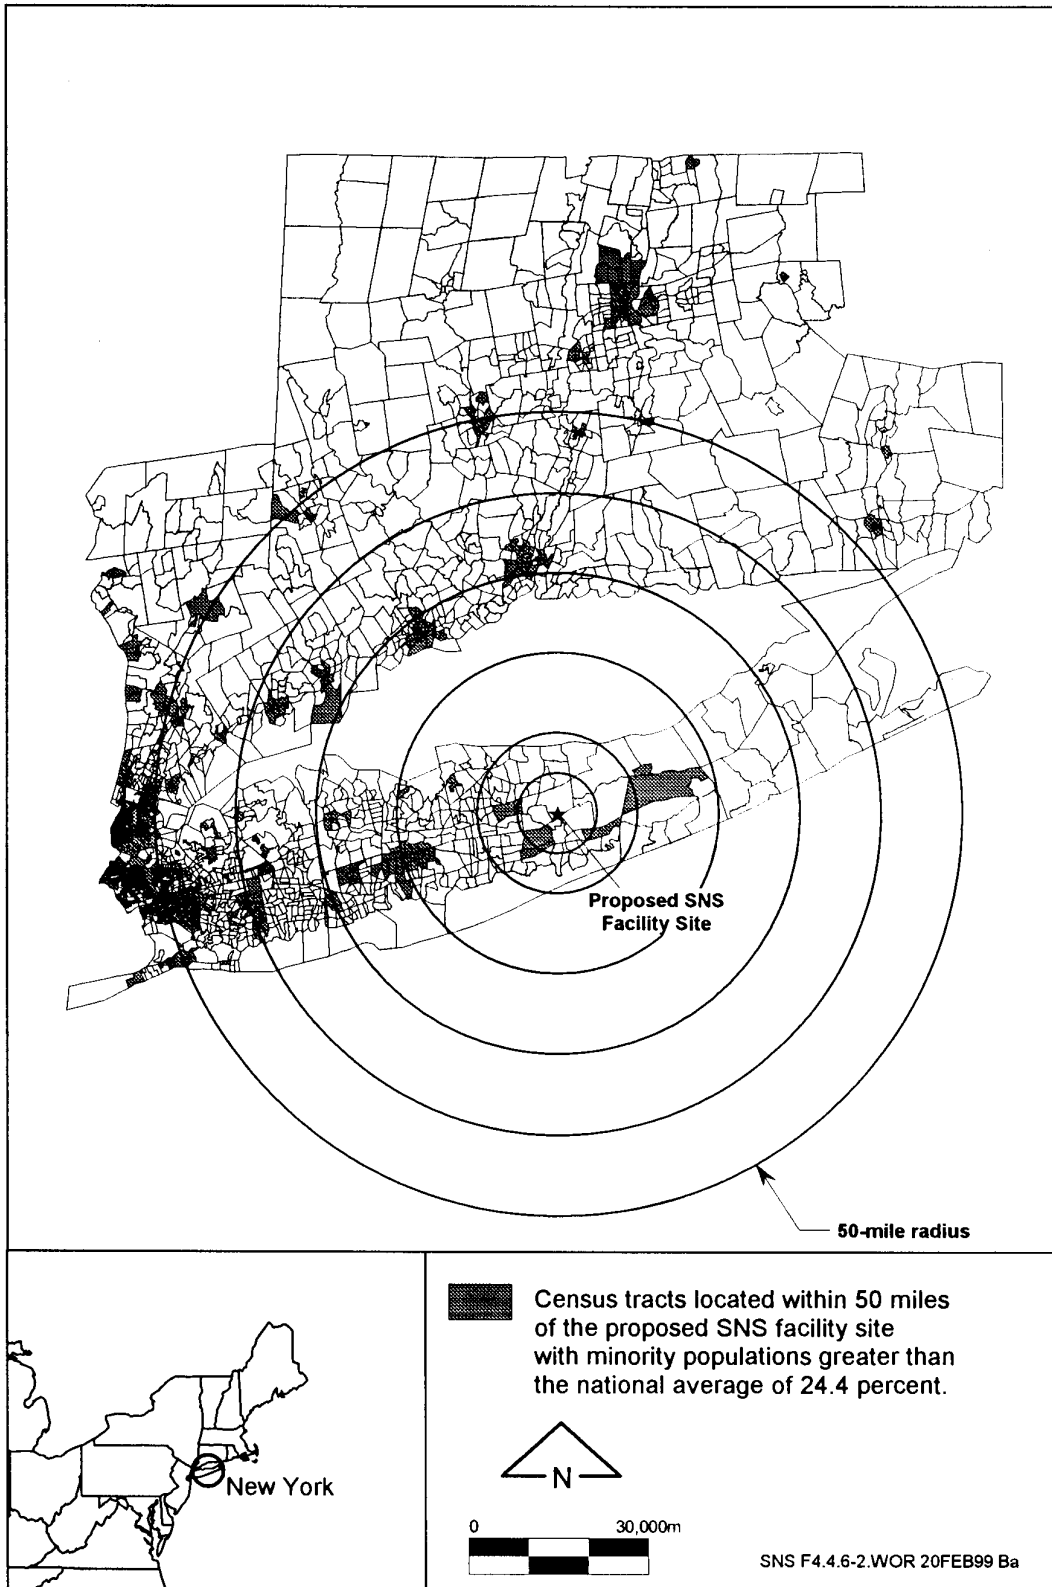 Proposed SNS
Facility Site
50-mile radius
Census tracts located within 50 miles
of the proposed SNS facility site
with minority populations greater than
the national average of 24.4 percent.
N
New York
0 30,000m
SNS F4.4.6-2.WOR 20FEB99 Ba